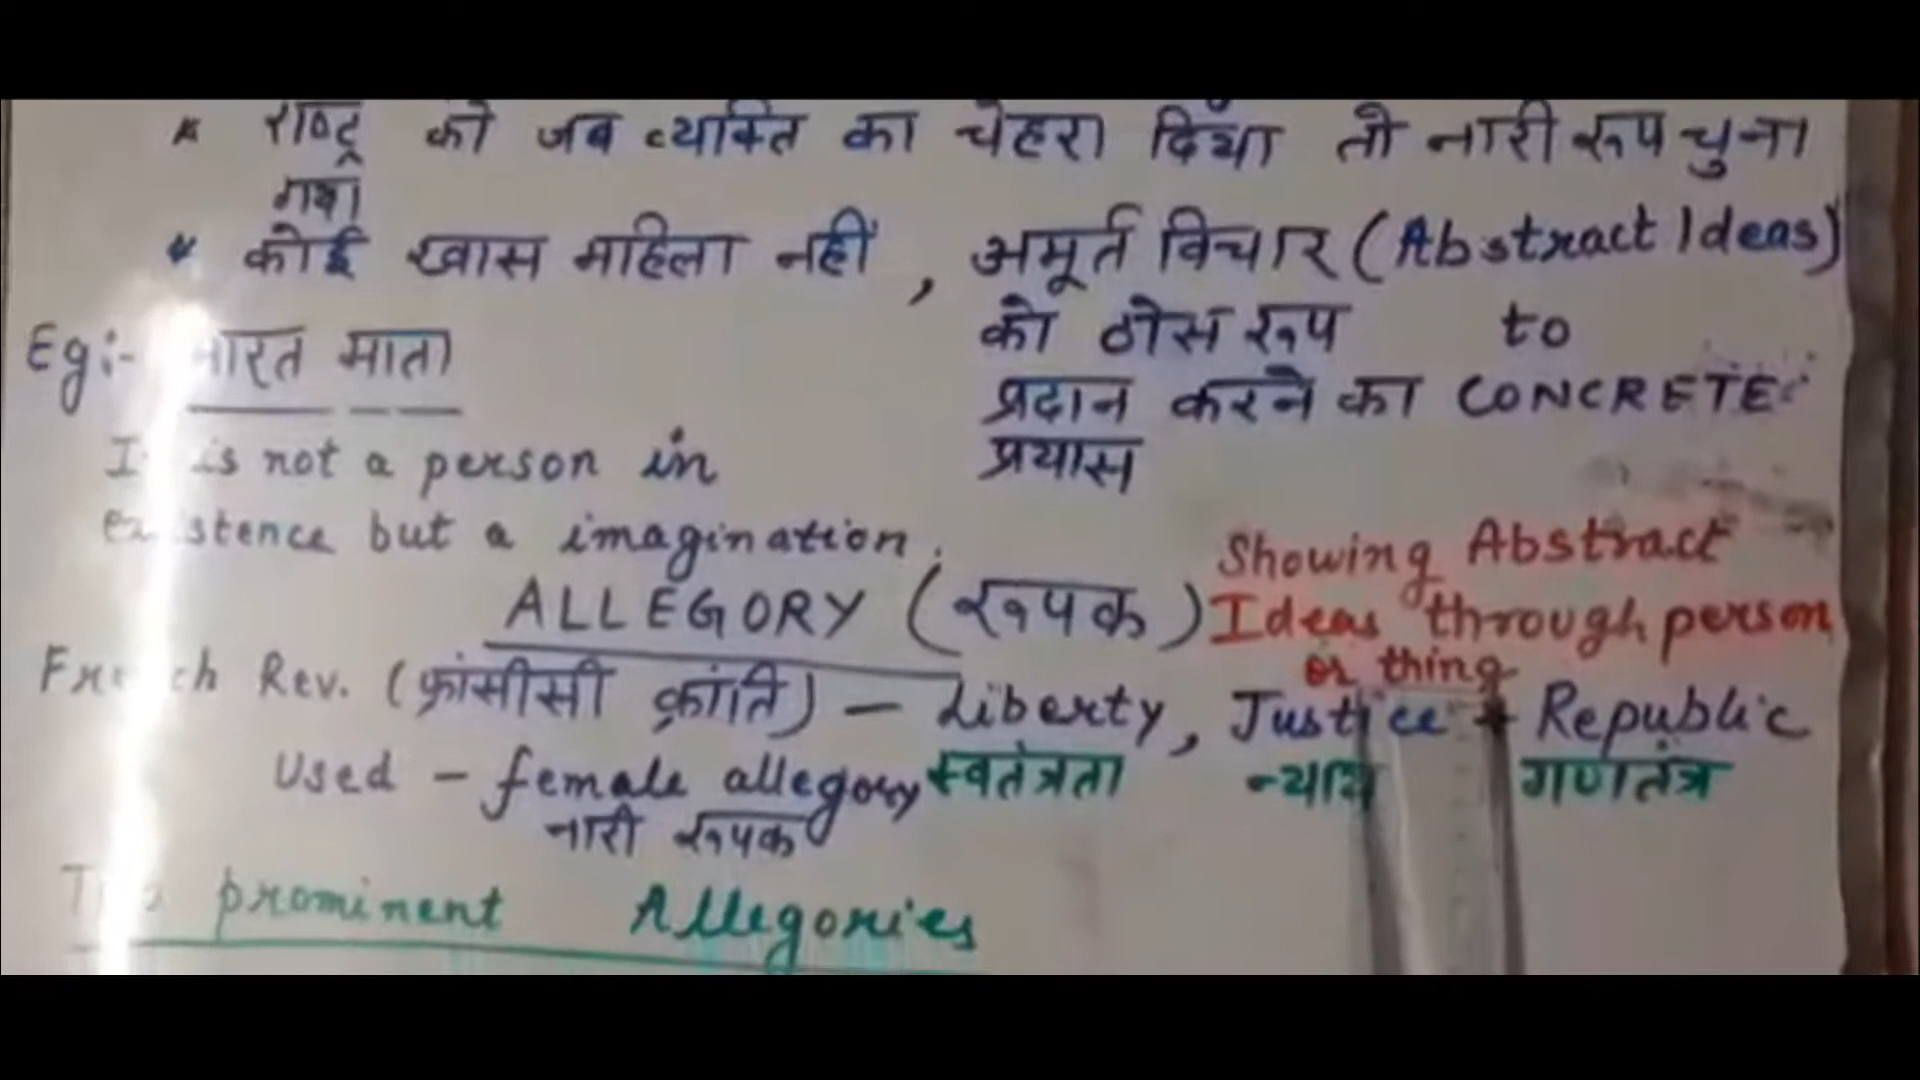 * राष्ट्र को जब व्यक्ति का चेहरा दिया तो नारी रूप चुना
गया
* कोई खास महिला नहीं, अमूर्त विचार (Abstract Ideas)
को ठोस रूप to
Eg:- भारत माता
प्रदान करने का CONCRETE
It is not a person in
प्रयास
existence but a imagination.
Showing Abstract
ALLEGORY (रूपक) Ideas through person
or thing
French Rev. (फ्रांसीसी क्रांति) – Liberty, Justice + Republic
Used – female allegory स्वतंत्रता न्याय गणतंत्र
नारी रूपक
prominent Allegories